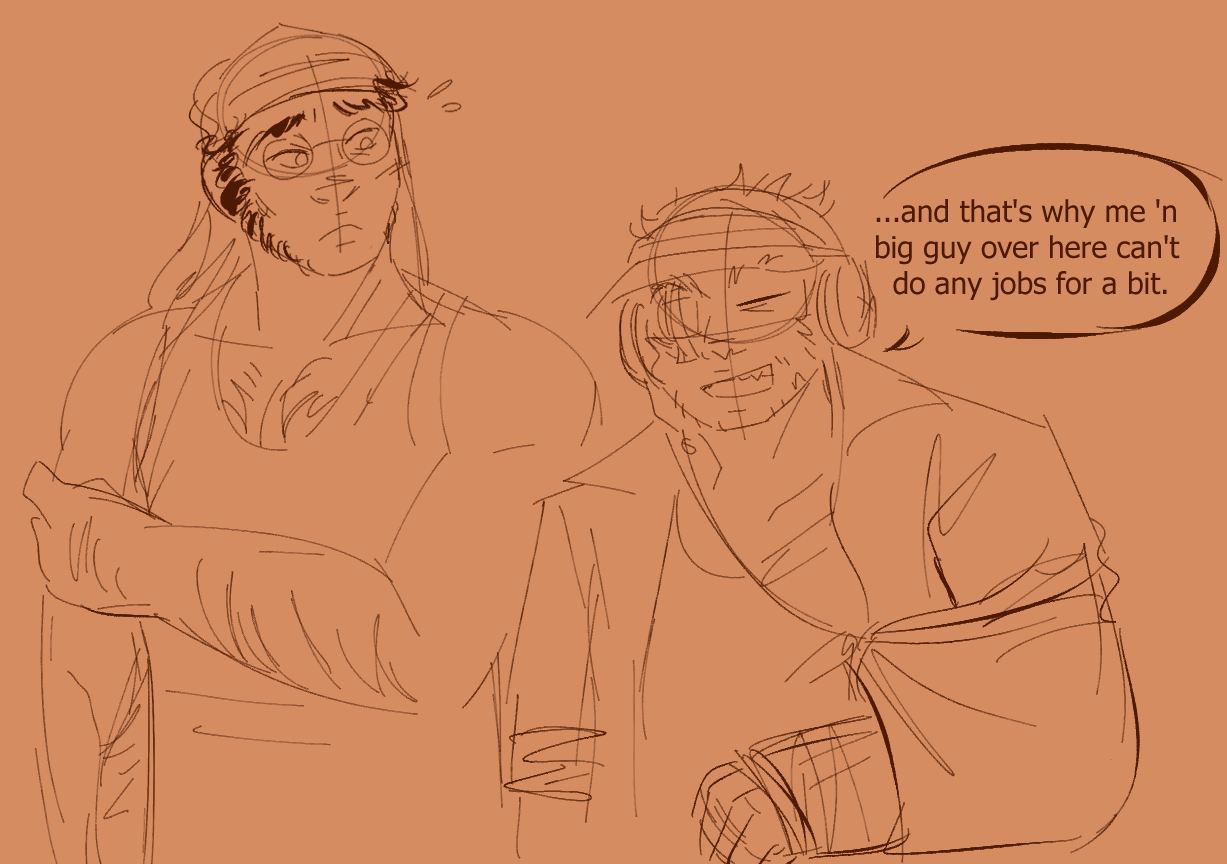 ...and that's why me 'n
big guy over here can't
do any jobs for a bit.